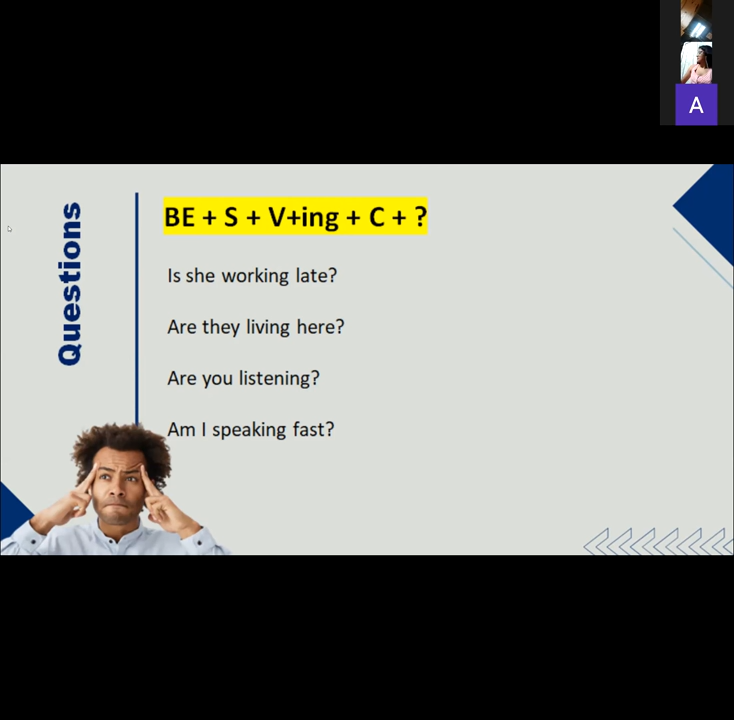 A
Questions
BE + S + V+ing + C + ?
Is she working late?
Are they living here?
Are you listening?
Am I speaking fast?